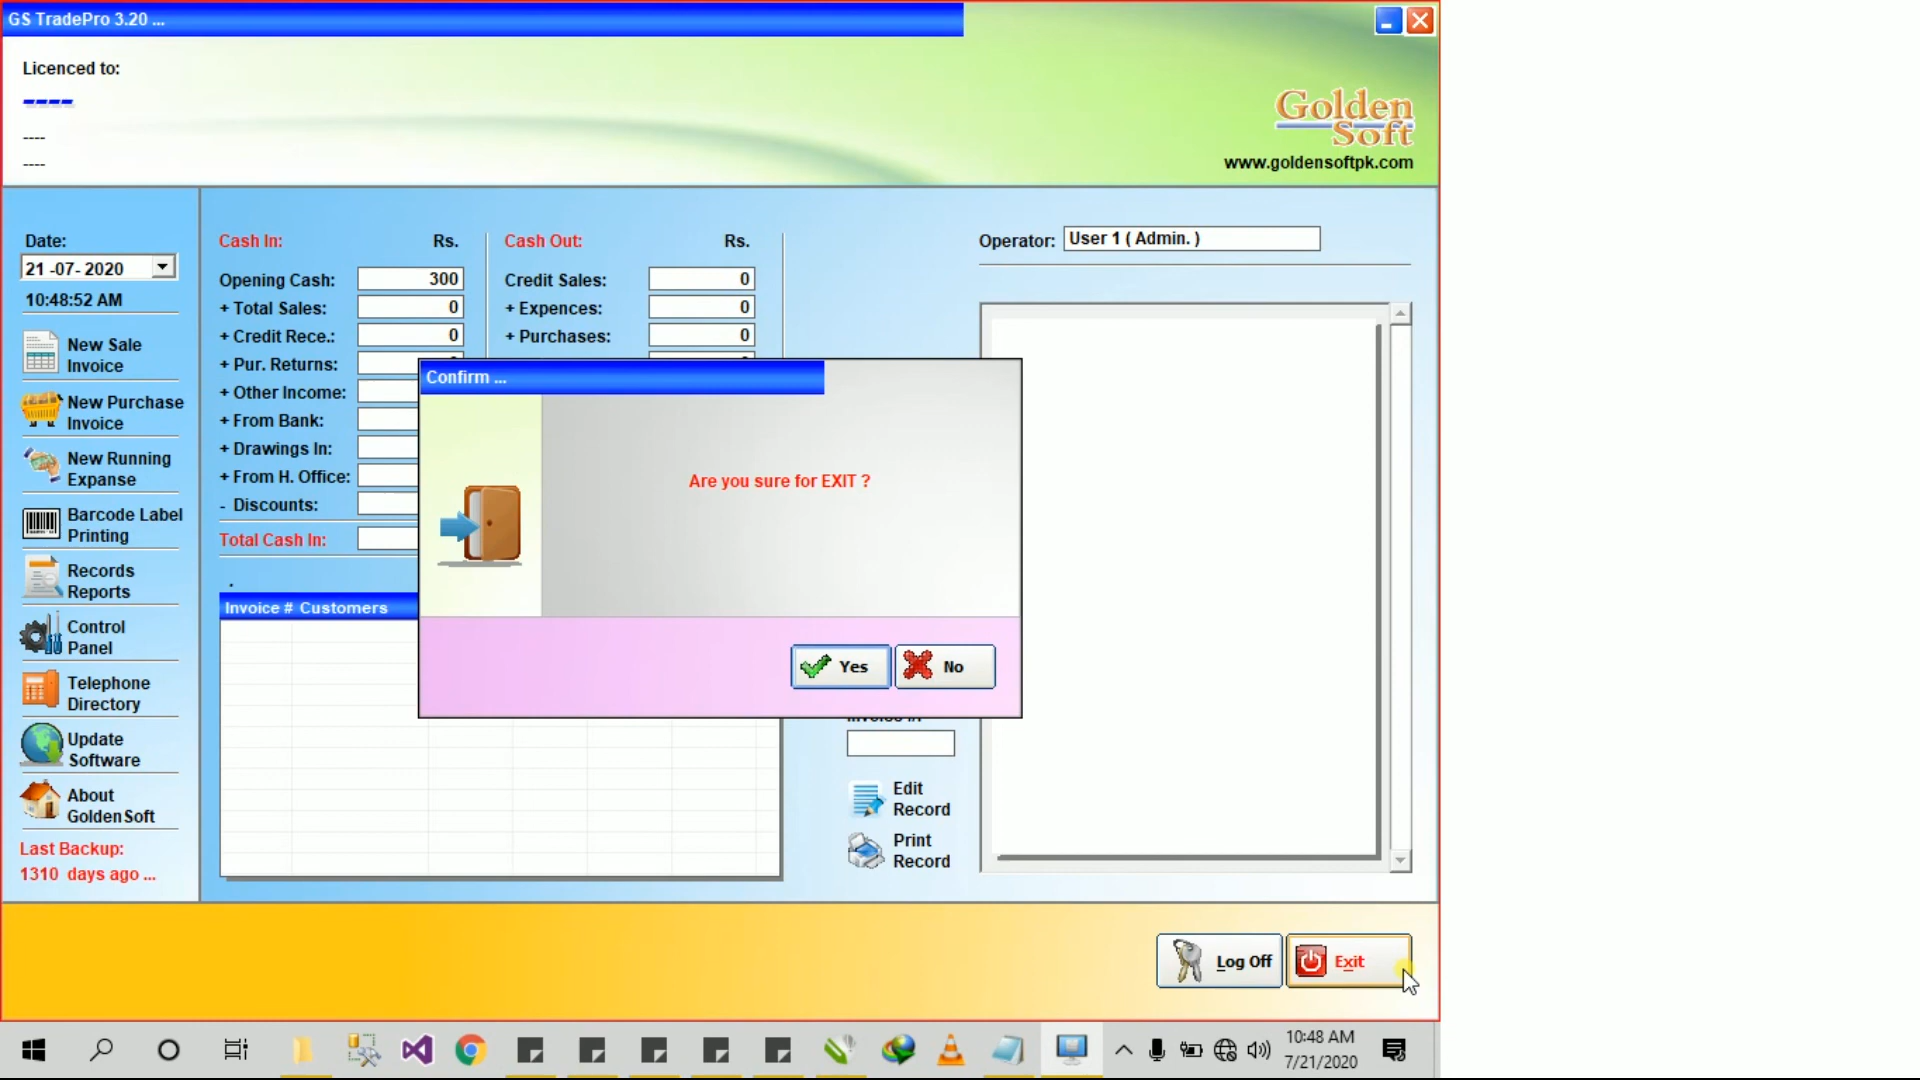 GS TradePro 3.20 ...
Licenced to:
----
----
----
Golden
Soft
www.goldensoftpk.com
Date:
21 -07- 2020
10:48:52 AM
New Sale
Invoice
New Purchase
Invoice
New Running
Expanse
Barcode Label
Printing
Records
Reports
Control
Panel
Telephone
Directory
Update
Software
About
GoldenSoft
Last Backup:
1310 days ago ...
Cash In: Rs.
Opening Cash: 300
+ Total Sales: 0
+ Credit Rece.: 0
+ Pur. Returns:
+ Other Income:
+ From Bank:
+ Drawings In:
+ From H. Office:
- Discounts:
Total Cash In:
.
Invoice # Customers
Cash Out: Rs.
Credit Sales: 0
+ Expences: 0
+ Purchases: 0
Operator: User 1 ( Admin. )
Confirm ...
Are you sure for EXIT ?
Yes
No
Edit
Record
Print
Record
Log Off
Exit
10:48 AM
7/21/2020